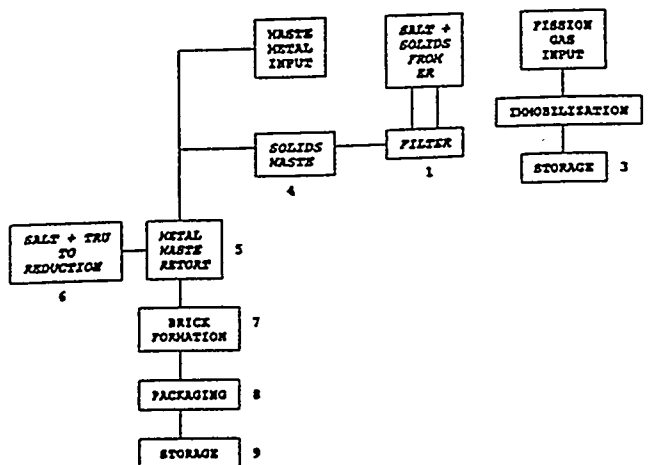 WASTE
METAL
INPUT
SALT +
SOLIDS
FROM
ER
FISSION
GAS
INPUT
IMMOBILIZATION
STORAGE 3
SOLIDS
WASTE
4
FILTER
1
SALT + TRU
TO
REDUCTION
6
METAL
WASTE
RETORT
5
BRICK
FORMATION
7
PACKAGING 8
STORAGE 9